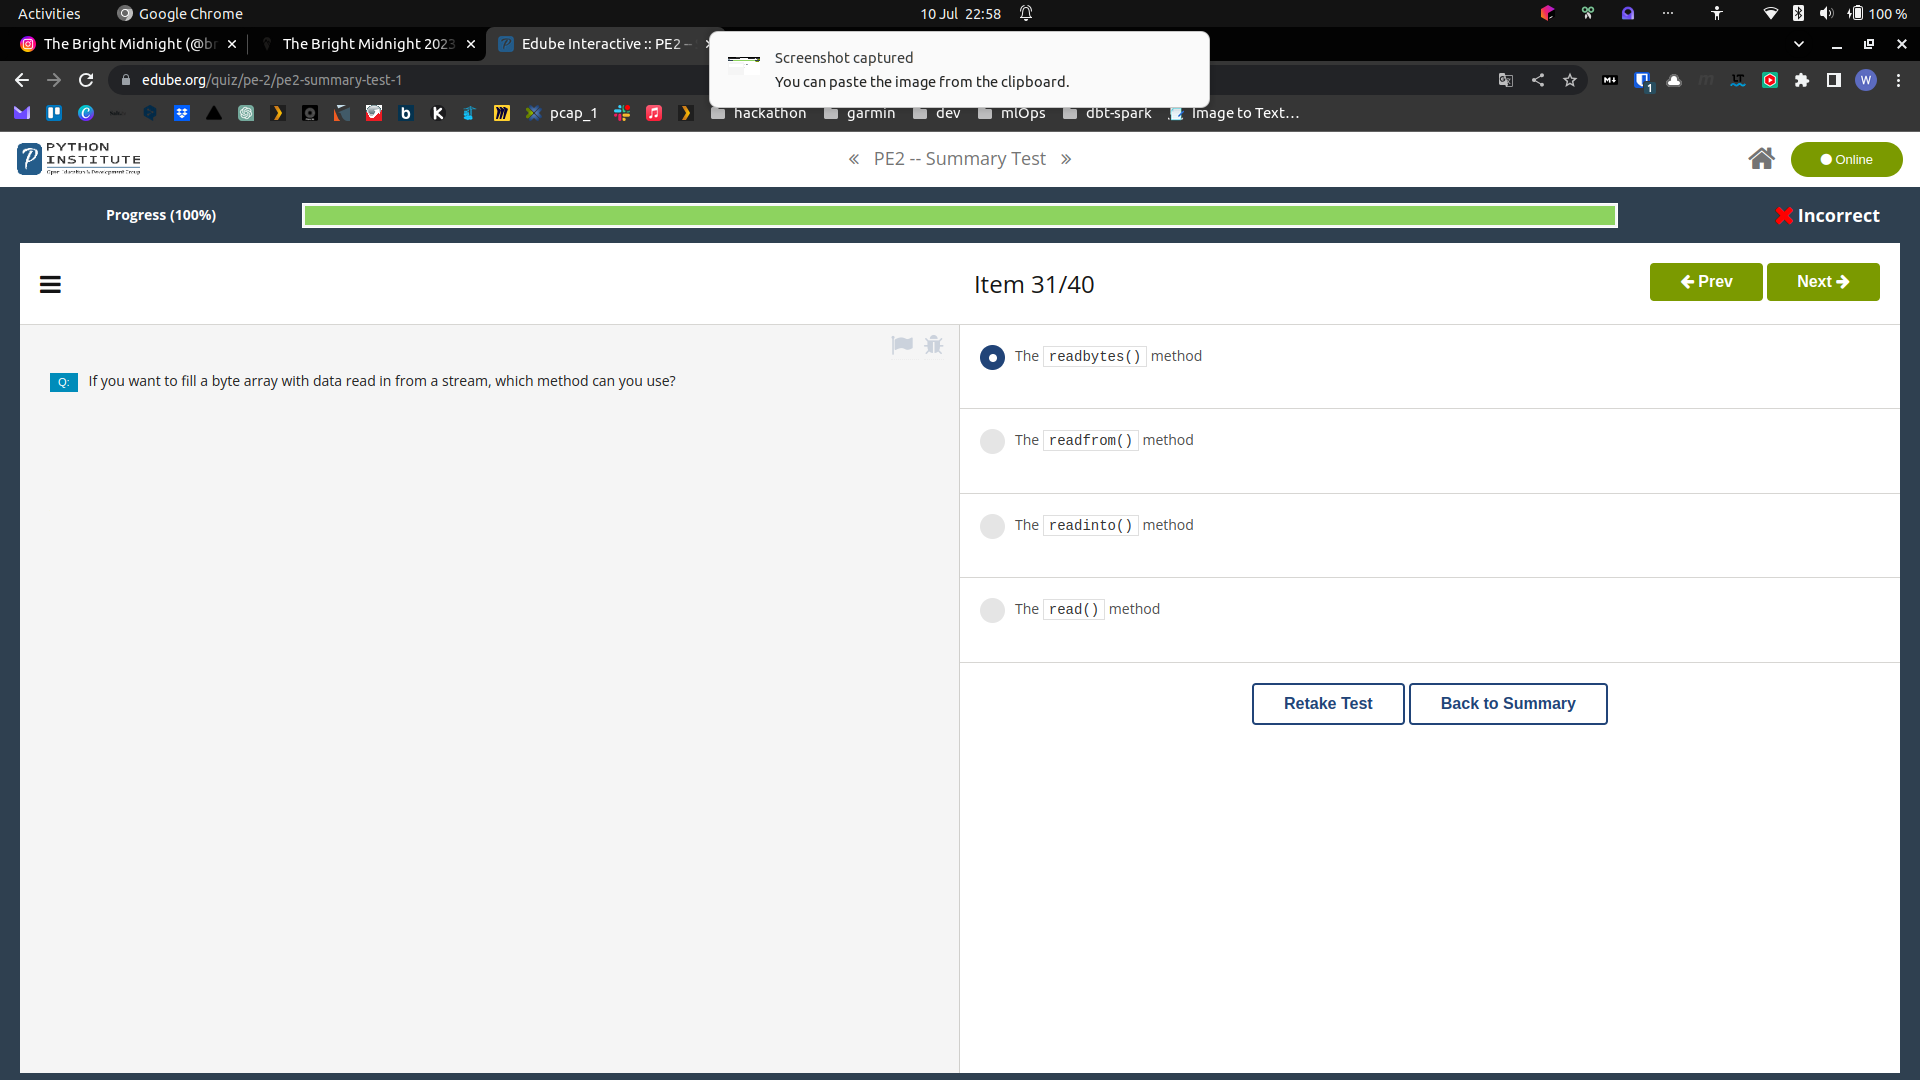 Activities
Google Chrome
10 Jul 22:58
100 %
The Bright Midnight (@br
The Bright Midnight 2023
Edube Interactive :: PE2 –
Screenshot captured
You can paste the image from the clipboard.
edube.org/quiz/pe-2/pe2-summary-test-1
pcap_1
hackathon
garmin
dev
mlOps
dbt-spark
Image to Text...
PYTHON
INSTITUTE
Open Education & Development Group
« PE2 -- Summary Test »
Online
Progress (100%)
Incorrect
Item 31/40
Prev
Next
Q: If you want to fill a byte array with data read in from a stream, which method can you use?
The readbytes() method
The readfrom() method
The readinto() method
The read() method
Retake Test
Back to Summary